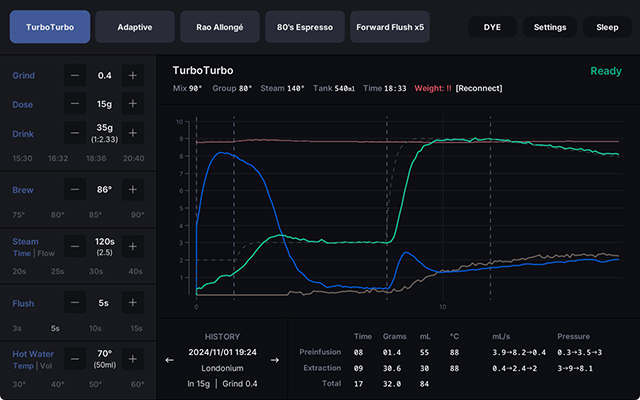 TurboTurbo Adaptive Rao Allongé 80's Espresso Forward Flush x5 DYE Settings Sleep
Grind — 0.4 +
Dose — 15g +
Drink — 35g (1:2.33) +
15:30 16:32 18:36 20:40
Brew — 86° +
75° 80° 85° 90°
Steam — 120s +
Time | Flow (2.5)
20s 25s 30s 40s
Flush — 5s +
3s 5s 10s 15s
Hot Water — 70° +
Temp | Vol (50ml)
30° 40° 50° 60°
TurboTurbo Ready
Mix 90° Group 80° Steam 140° Tank 540ml Time 18:33 Weight: !! [Reconnect]
10
9
8
7
6
5
4
3
2
1
0 10
HISTORY
← 2024/11/01 19:24 →
Londonium
In 15g | Grind 0.4
Time Grams mL °C mL/s Pressure
Preinfusion 08 01.4 55 88 3.9→8.2→0.4 0.3→3.5→3
Extraction 09 30.6 30 88 0.4→2.4→2 3→9→8.1
Total 17 32.0 84